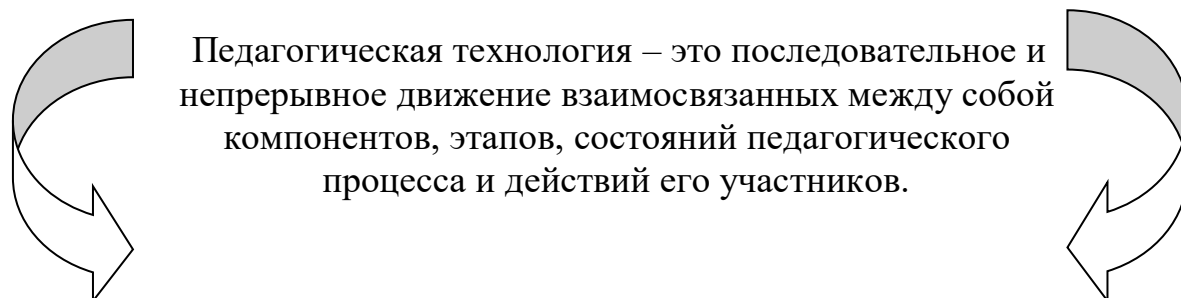 Педагогическая технология – это последовательное и
непрерывное движение взаимосвязанных между собой
компонентов, этапов, состояний педагогического
процесса и действий его участников.